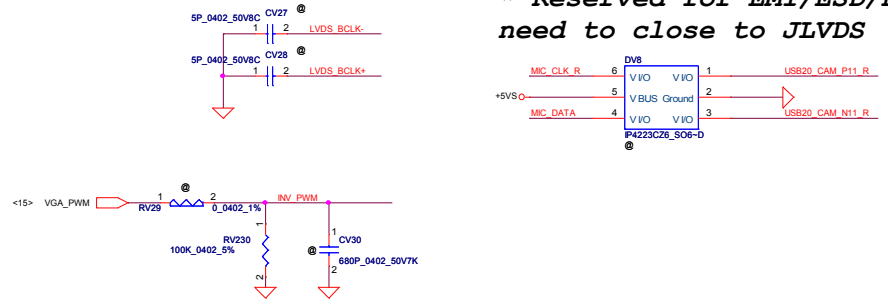 CV27 @
5P_0402_50V8C
1 2 LVDS_BCLK-
CV28 @
5P_0402_50V8C
1 2 LVDS_BCLK+
* Reserved for EMI/ESD/
need to close to JLVDS
DV8
MIC_CLK_R 6 V I/O V I/O 1 USB20_CAM_P11_R
+5VS 5 V BUS Ground 2
MIC_DATA 4 V I/O V I/O 3 USB20_CAM_N11_R
IP4223CZ6_SO6~D
@
@
<15> VGA_PWM 1 2 INV_PWM
RV29 0_0402_1%
1 1
RV230 CV30
100K_0402_5% @ 680P_0402_50V7K
2 2